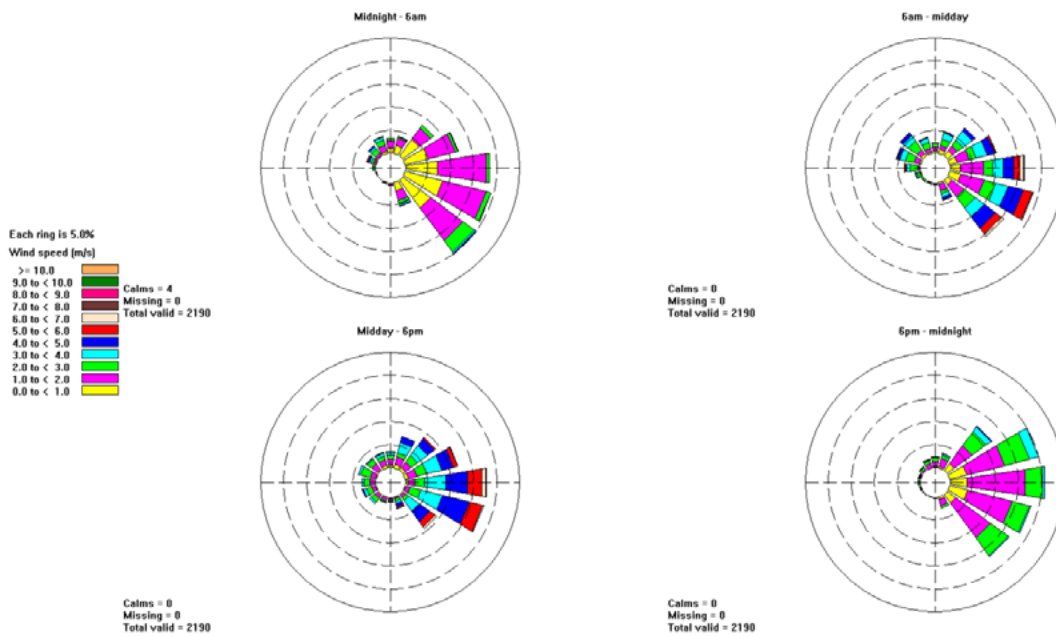 Midnight - 6am
6am - midday
Each ring is 5.0%
Wind speed (m/s)
>= 10.0
9.0 to < 10.0
8.0 to < 9.0
7.0 to < 8.0
6.0 to < 7.0
5.0 to < 6.0
4.0 to < 5.0
3.0 to < 4.0
2.0 to < 3.0
1.0 to < 2.0
0.0 to < 1.0
Calms = 4
Missing = 0
Total valid = 2190
Calms = 0
Missing = 0
Total valid = 2190
Midday - 6pm
6pm - midnight
Calms = 0
Missing = 0
Total valid = 2190
Calms = 0
Missing = 0
Total valid = 2190